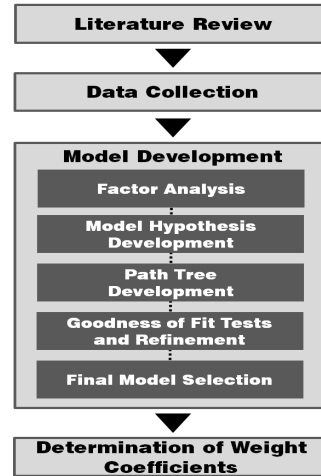 Literature Review
Data Collection
Model Development
Factor Analysis
Model Hypothesis
Development
Path Tree
Development
Goodness of Fit Tests
and Refinement
Final Model Selection
Determination of Weight
Coefficients